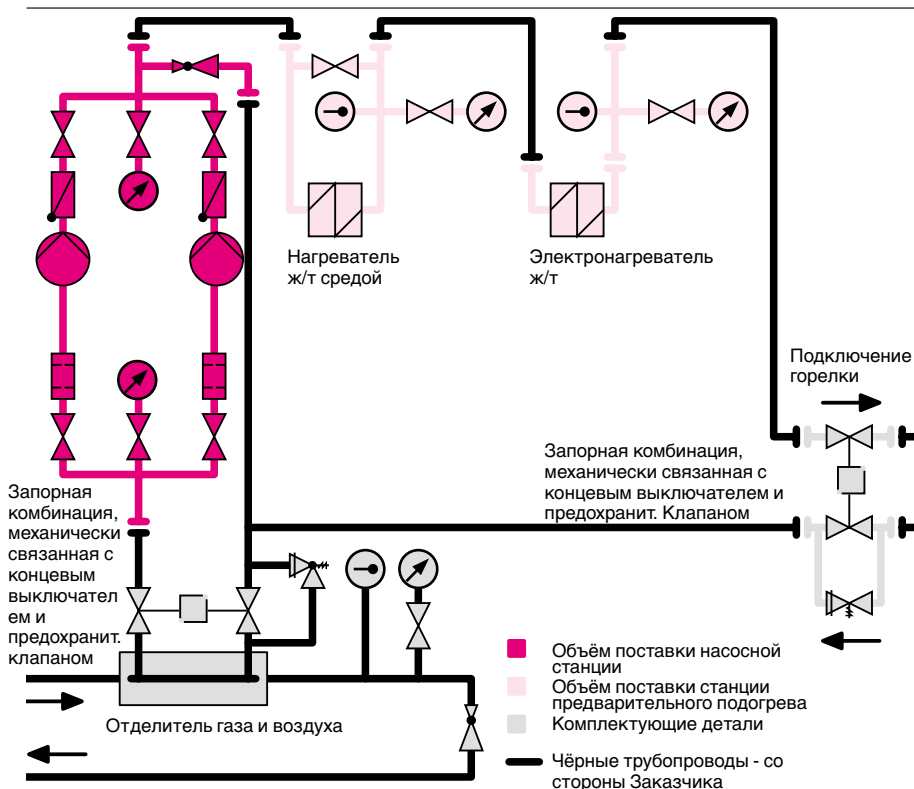 Нагреватель
ж/т средой
Электронагреватель
ж/т
Подключение
горелки
Запорная комбинация,
механически связанная с
концевым выключателем и
предохранит. Клапаном
Запорная
комбинация,
механически
связанная с
концевым
выключател
ем и
предохранит.
клапаном
Отделитель газа и воздуха
Объём поставки насосной
станции
Объём поставки станции
предварительного подогрева
Комплектующие детали
Чёрные трубопроводы - со
стороны Заказчика